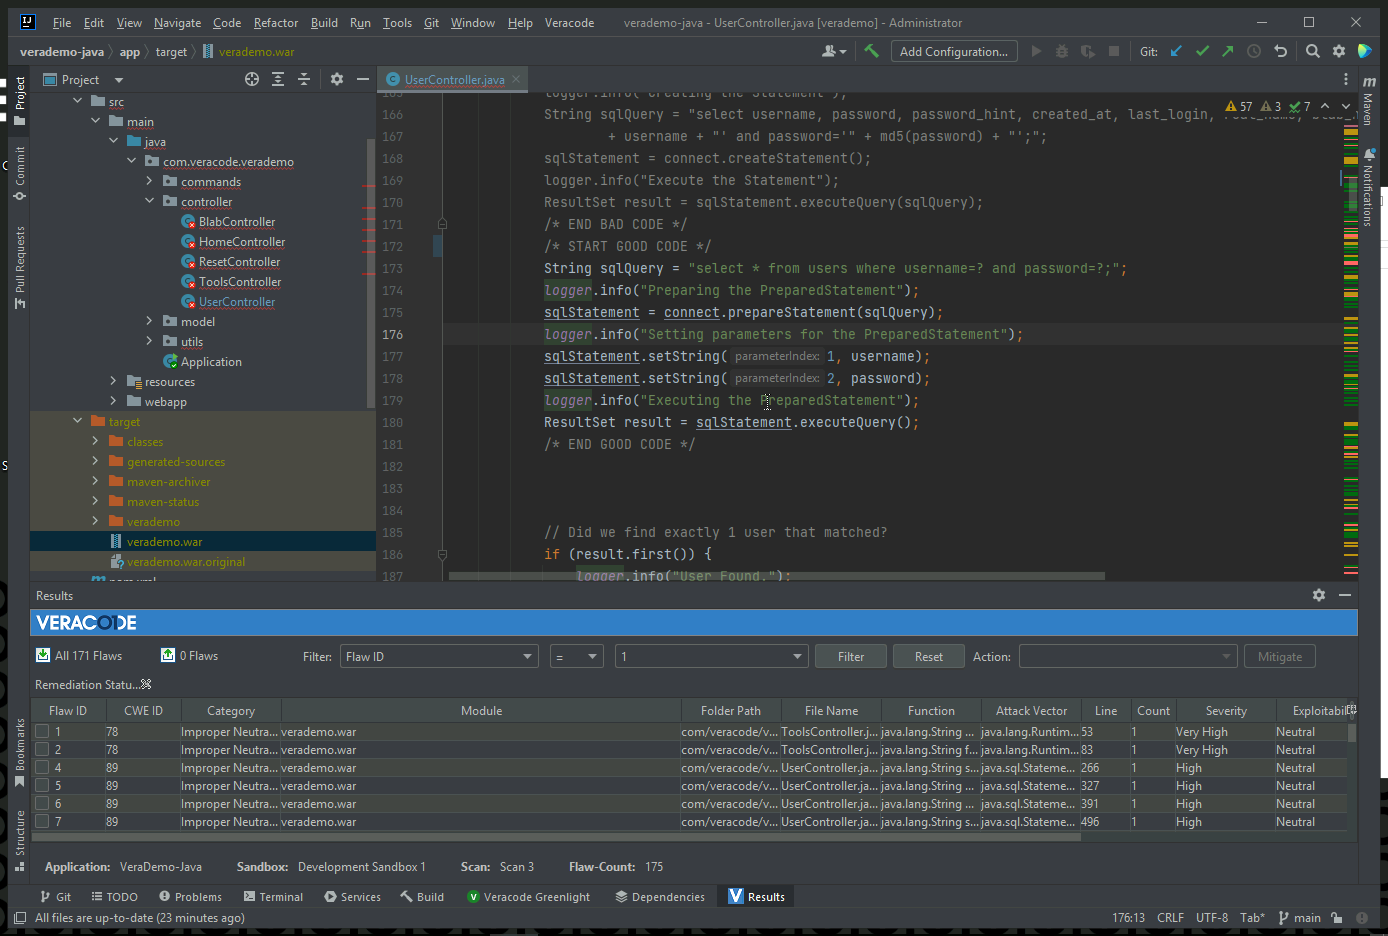 File Edit View Navigate Code Refactor Build Run Tools Git Window Help Veracode verademo-java - UserController.java [verademo] - Administrator
verademo-java app target verademo.war Add Configuration... Git:
Project
UserController.java
Project
Commit
Pull Requests
Bookmarks
Structure
src
main
java
com.veracode.verademo
commands
controller
BlabController
HomeController
ResetController
ToolsController
UserController
model
utils
Application
resources
webapp
target
classes
generated-sources
maven-archiver
maven-status
verademo
verademo.war
verademo.war.original
57 3 7
logger.info("Creating the Statement");
166 String sqlQuery = "select username, password, password_hint, created_at, last_login,
167 + username + "' and password='" + md5(password) + "';";
168 sqlStatement = connect.createStatement();
169 logger.info("Execute the Statement");
170 ResultSet result = sqlStatement.executeQuery(sqlQuery);
171 /* END BAD CODE */
172 /* START GOOD CODE */
173 String sqlQuery = "select * from users where username=? and password=?;";
174 logger.info("Preparing the PreparedStatement");
175 sqlStatement = connect.prepareStatement(sqlQuery);
176 logger.info("Setting parameters for the PreparedStatement");
177 sqlStatement.setString( parameterIndex: 1, username);
178 sqlStatement.setString( parameterIndex: 2, password);
179 logger.info("Executing the PreparedStatement");
180 ResultSet result = sqlStatement.executeQuery();
181 /* END GOOD CODE */
182
183
184
185 // Did we find exactly 1 user that matched?
186 if (result.first()) {
187 logger.info("User Found.");
m
Maven
Notifications
Results
VERACODE
All 171 Flaws 0 Flaws Filter: Flaw ID = 1 Filter Reset Action: Mitigate
Remediation Statu...
Flaw ID CWE ID Category Module Folder Path File Name Function Attack Vector Line Count Severity Exploitabil
1 78 Improper Neutra... verademo.war com/veracode/v... ToolsController.j... java.lang.String ... java.lang.Runtim... 53 1 Very High Neutral
2 78 Improper Neutra... verademo.war com/veracode/v... ToolsController.j... java.lang.String f... java.lang.Runtim... 83 1 Very High Neutral
4 89 Improper Neutra... verademo.war com/veracode/v... UserController.ja... java.lang.String s... java.sql.Stateme... 266 1 High Neutral
5 89 Improper Neutra... verademo.war com/veracode/v... UserController.ja... java.lang.String s... java.sql.Stateme... 327 1 High Neutral
6 89 Improper Neutra... verademo.war com/veracode/v... UserController.ja... java.lang.String s... java.sql.Stateme... 391 1 High Neutral
7 89 Improper Neutra... verademo.war com/veracode/v... UserController.ja... java.lang.String s... java.sql.Stateme... 496 1 High Neutral
Application: VeraDemo-Java Sandbox: Development Sandbox 1 Scan: Scan 3 Flaw-Count: 175
Git TODO Problems Terminal Services Build Veracode Greenlight Dependencies Results
All files are up-to-date (23 minutes ago) 176:13 CRLF UTF-8 Tab* main